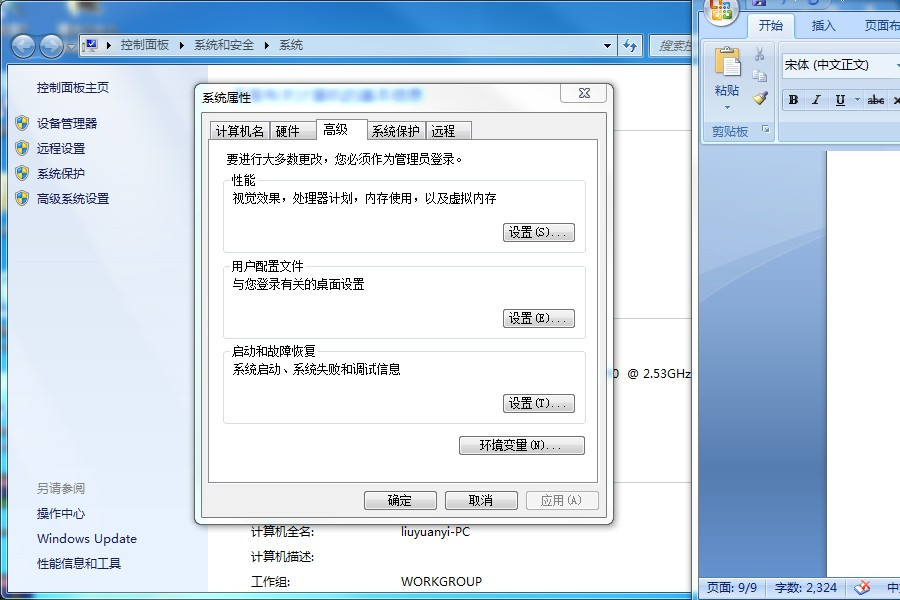 控制面板 系统和安全 系统
控制面板主页
设备管理器
远程设置
系统保护
高级系统设置
另请参阅
操作中心
Windows Update
性能信息和工具
系统属性
计算机名 硬件 高级 系统保护 远程
要进行大多数更改，您必须作为管理员登录。
性能
视觉效果，处理器计划，内存使用，以及虚拟内存
设置(S)...
用户配置文件
与您登录有关的桌面设置
设置(E)...
启动和故障恢复
系统启动、系统失败和调试信息
设置(T)...
环境变量(N)...
确定 取消 应用(A)
@ 2.53GHz
计算机全名: liuyuanyi-PC
计算机描述:
工作组: WORKGROUP
开始 插入 页面布
宋体 (中文正文)
粘贴
B I U abc
剪贴板
页面: 9/9 字数: 2,324 中